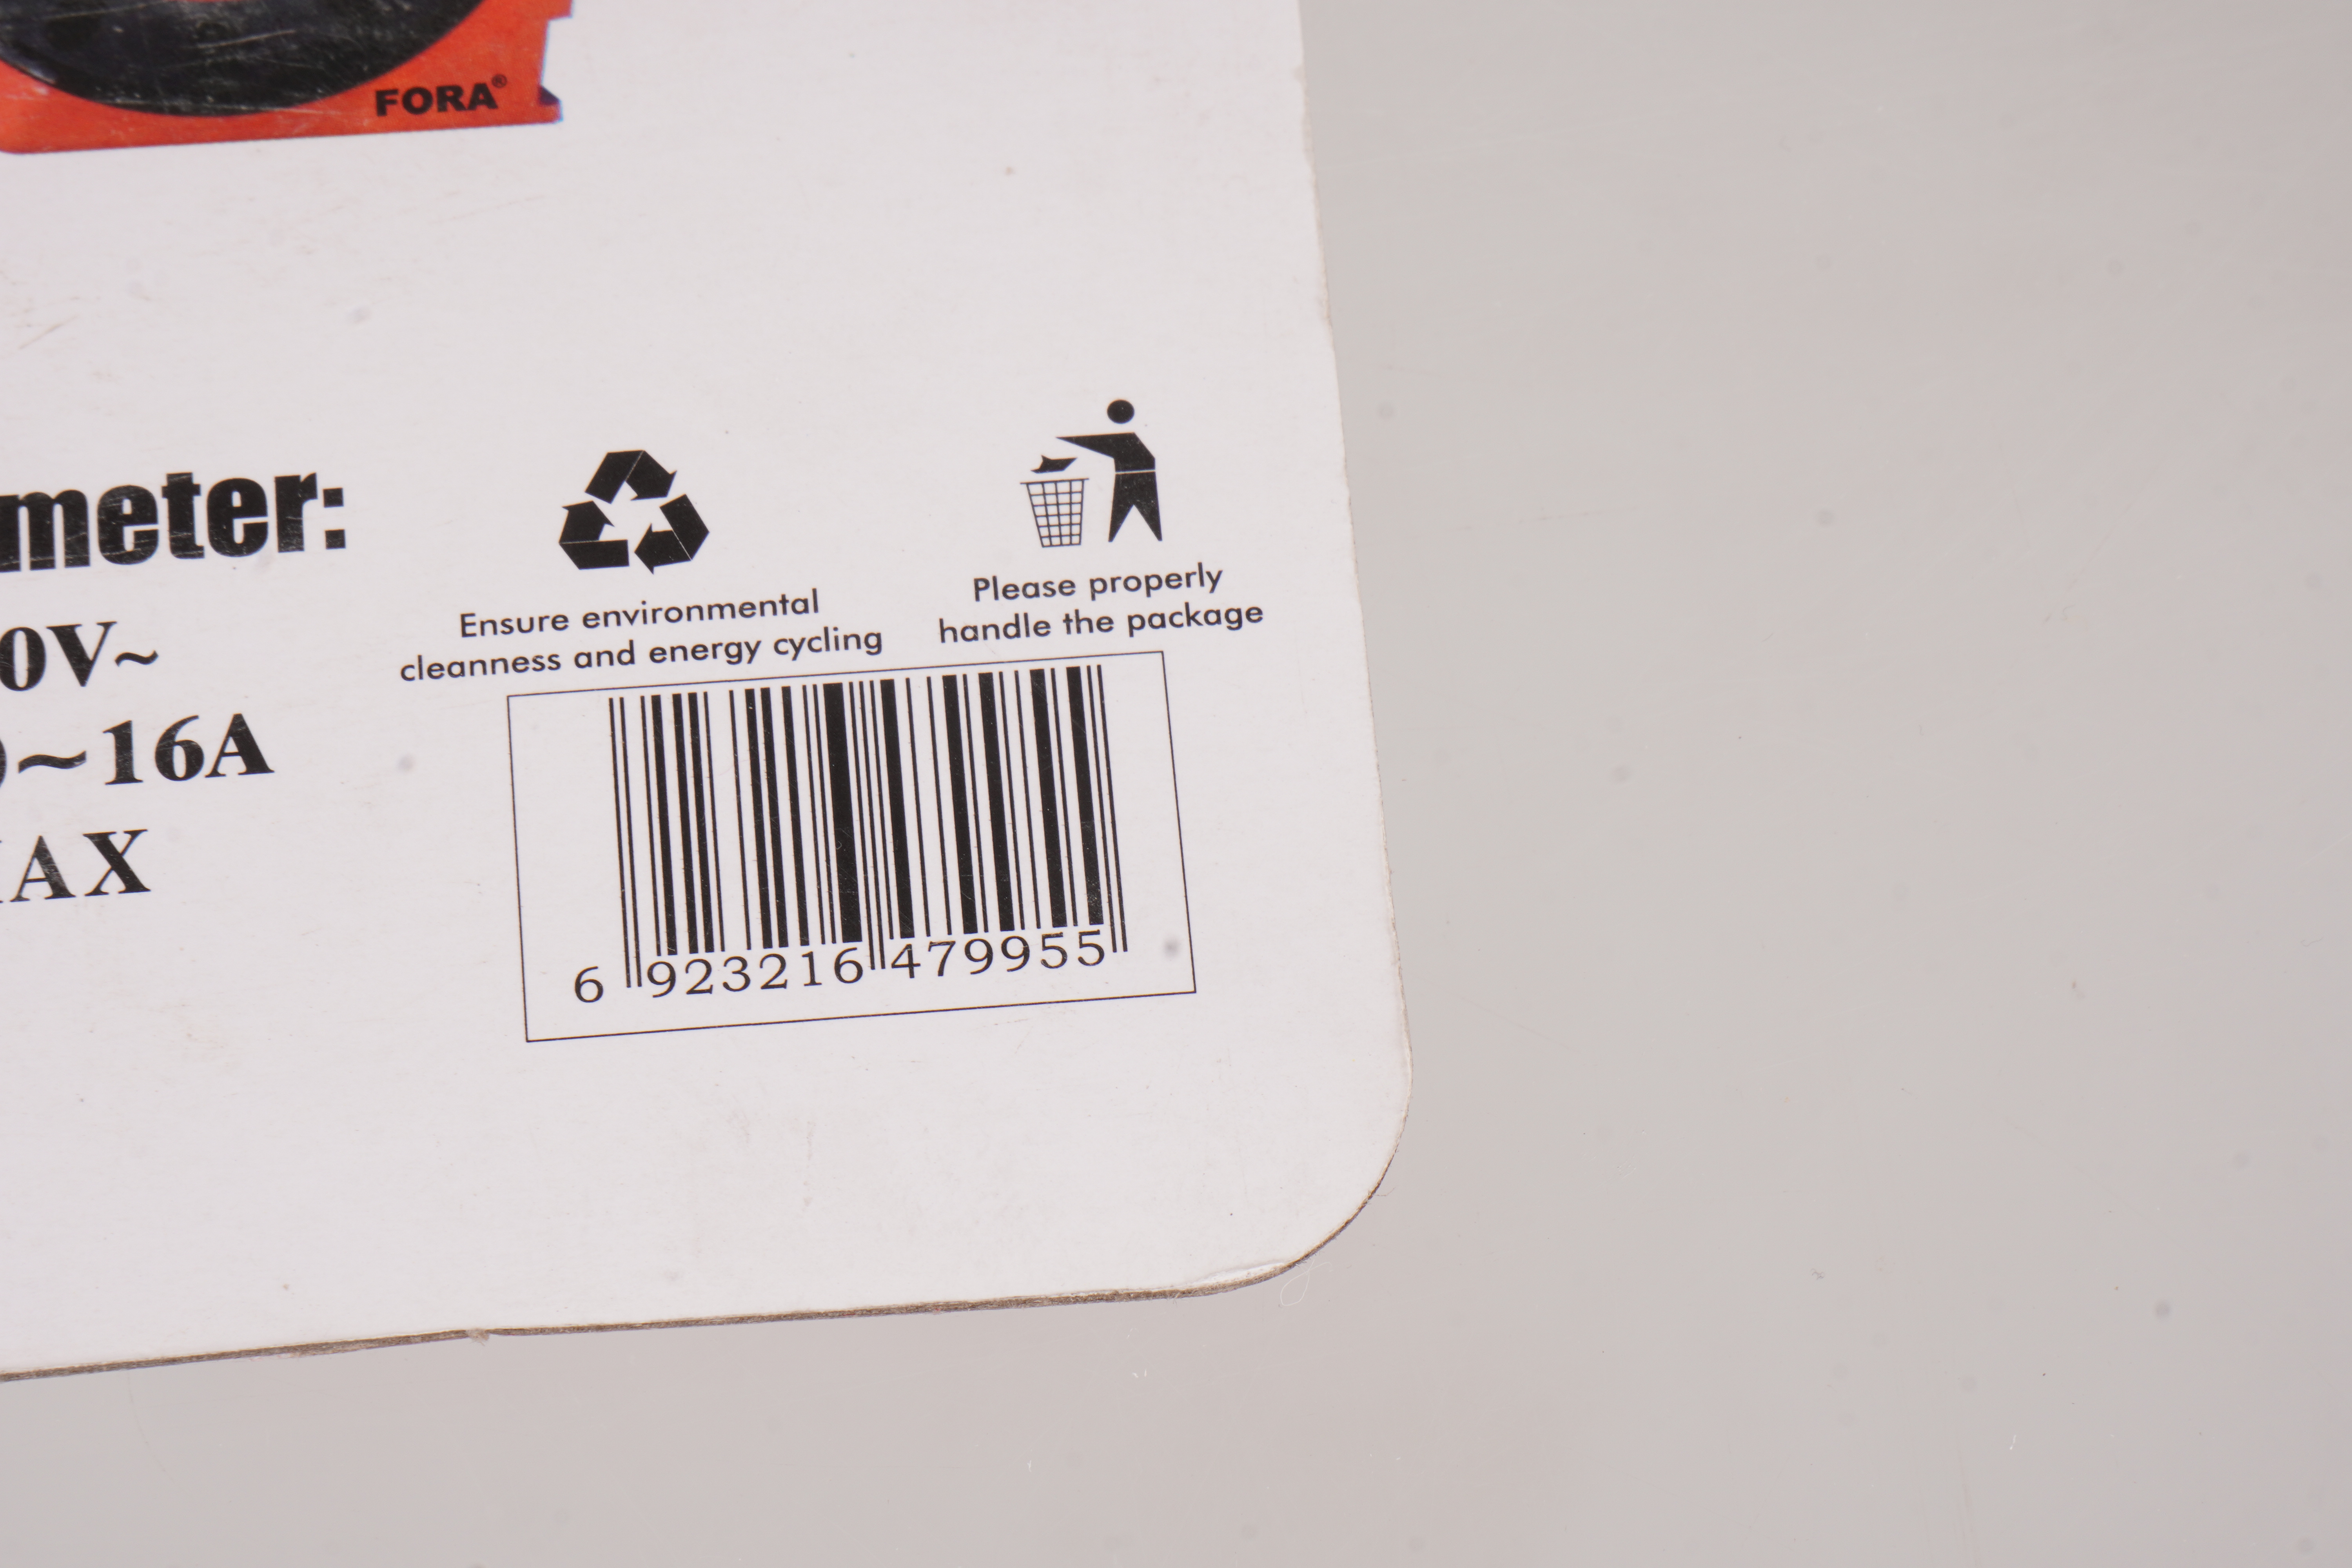 FORA®
meter:
0V~
~16A
AX
Ensure environmental
cleanness and energy cycling
Please properly
handle the package
6 923216 479955